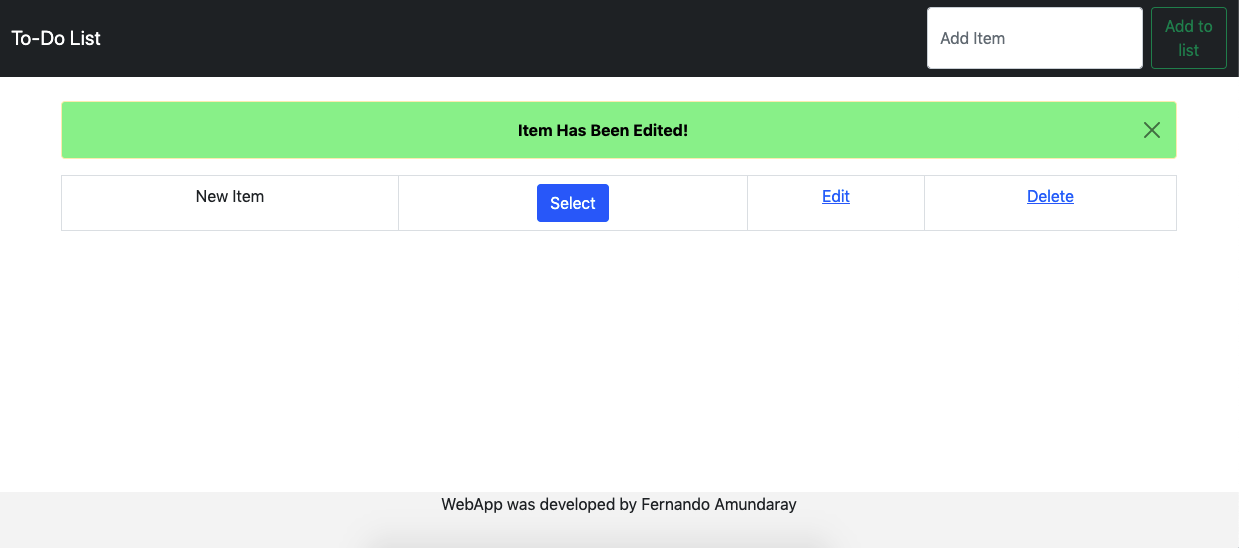 To-Do List
Add Item
Add to
list
Item Has Been Edited!
New Item
Select
Edit
Delete
WebApp was developed by Fernando Amundaray